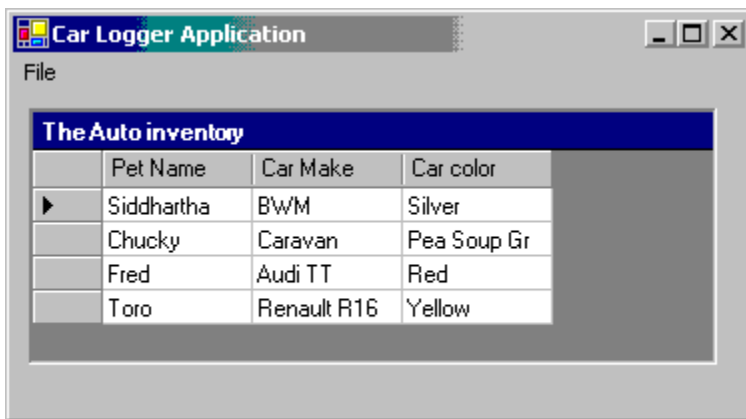 Car Logger Application
File
The Auto inventory
Pet Name Car Make Car color
Siddhartha BWM Silver
Chucky Caravan Pea Soup Gr
Fred Audi TT Red
Toro Renault R16 Yellow